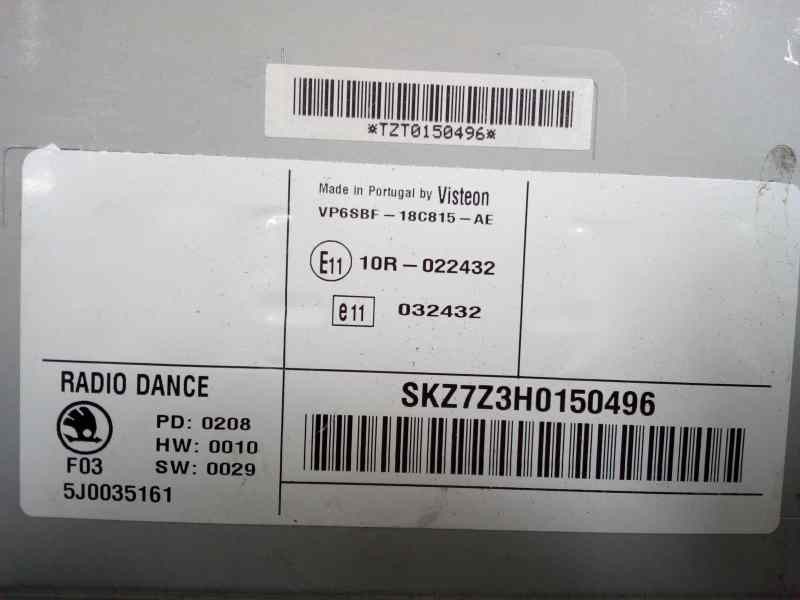 *TZT0150496*
Made in Portugal by Visteon
VP6SBF-18C815-AE
E11 10R-022432
e11 032432
RADIO DANCE
PD: 0208
HW: 0010
F03 SW: 0029
5J0035161
SKZ7Z3H0150496